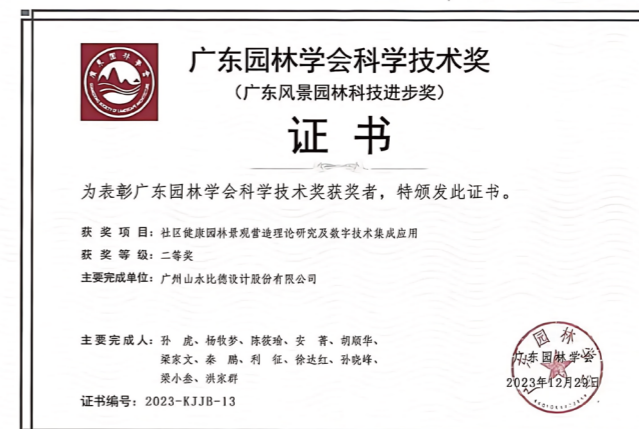 广东园林学会科学技术奖
（广东风景园林科技进步奖）
证书
为表彰广东园林学会科学技术奖获奖者，特颁发此证书。
获奖项目：社区健康园林景观营造理论研究及数字技术集成应用
获奖等级：二等奖
主要完成单位：广州山水比德设计股份有限公司
主要完成人：孙 虎、杨牧梦、陈筱瑜、安 菁、胡顺华、
梁家文、秦 鹏、利 征、徐达红、孙晓峰、
梁小叁、洪家群
广东园林学会
2023年12月29日
证书编号：2023-KJJB-13